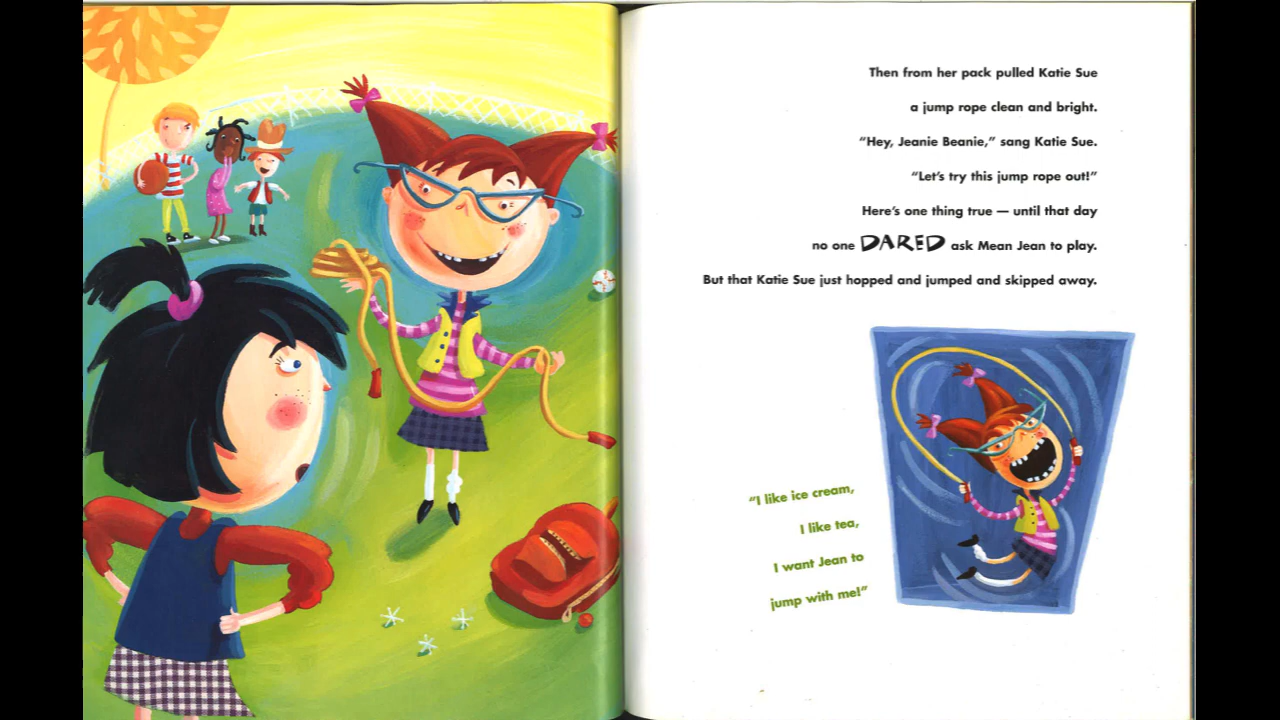 Then from her pack pulled Katie Sue
a jump rope clean and bright.
“Hey, Jeanie Beanie,” sang Katie Sue.
“Let’s try this jump rope out!”
Here’s one thing true — until that day
no one DARED ask Mean Jean to play.
But that Katie Sue just hopped and jumped and skipped away.
“I like ice cream,
I like tea,
I want Jean to
jump with me!”